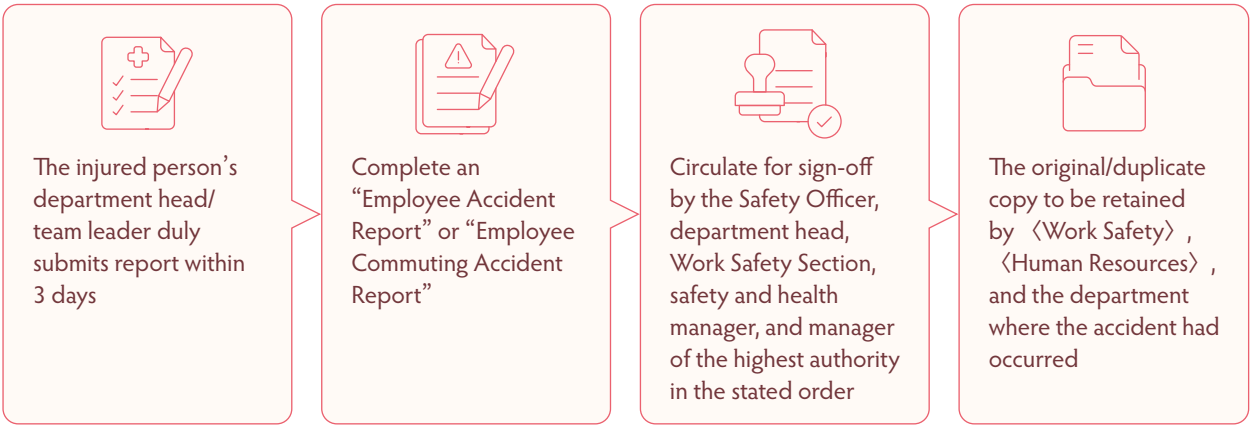 The injured person’s
department head/
team leader duly
submits report within
3 days
Complete an
“Employee Accident
Report” or “Employee
Commuting Accident
Report”
Circulate for sign-off
by the Safety Officer,
department head,
Work Safety Section,
safety and health
manager, and manager
of the highest authority
in the stated order
The original/duplicate
copy to be retained
by 〈Work Safety〉,
〈Human Resources〉,
and the department
where the accident had
occurred